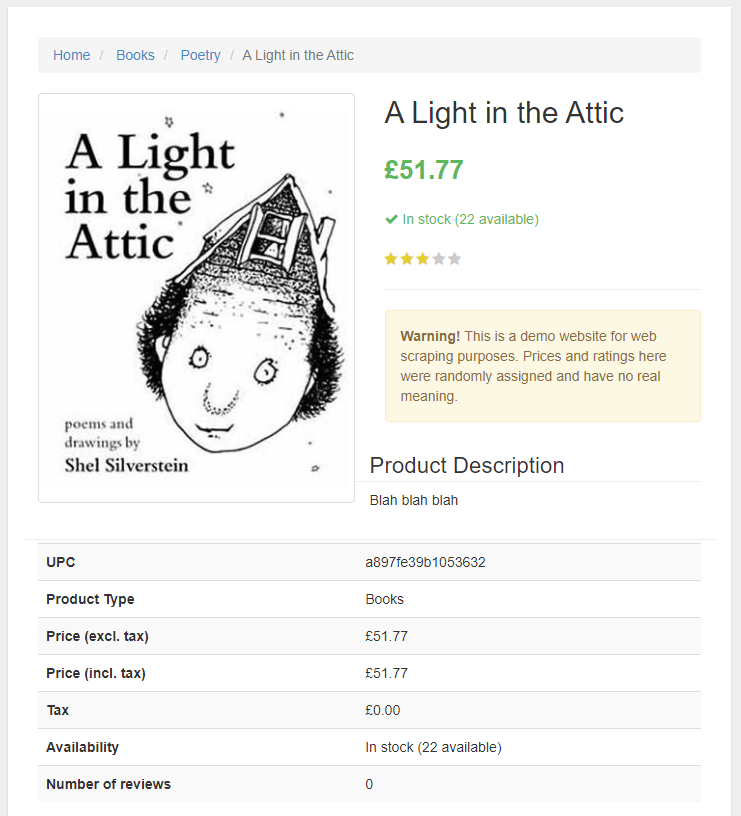 Home / Books / Poetry / A Light in the Attic
A Light
in the
Attic
poems and
drawings by
Shel Silverstein
A Light in the Attic
£51.77
In stock (22 available)
Warning! This is a demo website for web
scraping purposes. Prices and ratings here
were randomly assigned and have no real
meaning.
Product Description
Blah blah blah
UPC a897fe39b1053632
Product Type Books
Price (excl. tax) £51.77
Price (incl. tax) £51.77
Tax £0.00
Availability In stock (22 available)
Number of reviews 0